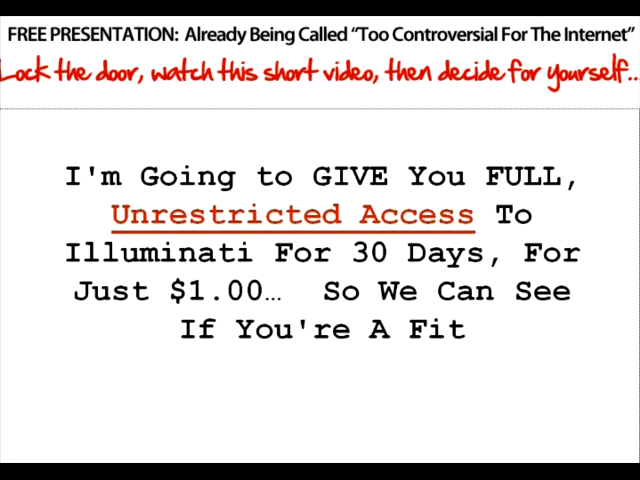 FREE PRESENTATION: Already Being Called “Too Controversial For The Internet”
Lock the door, watch this short video, then decide for yourself...
I'm Going to GIVE You FULL,
Unrestricted Access To
Illuminati For 30 Days, For
Just $1.00… So We Can See
If You're A Fit